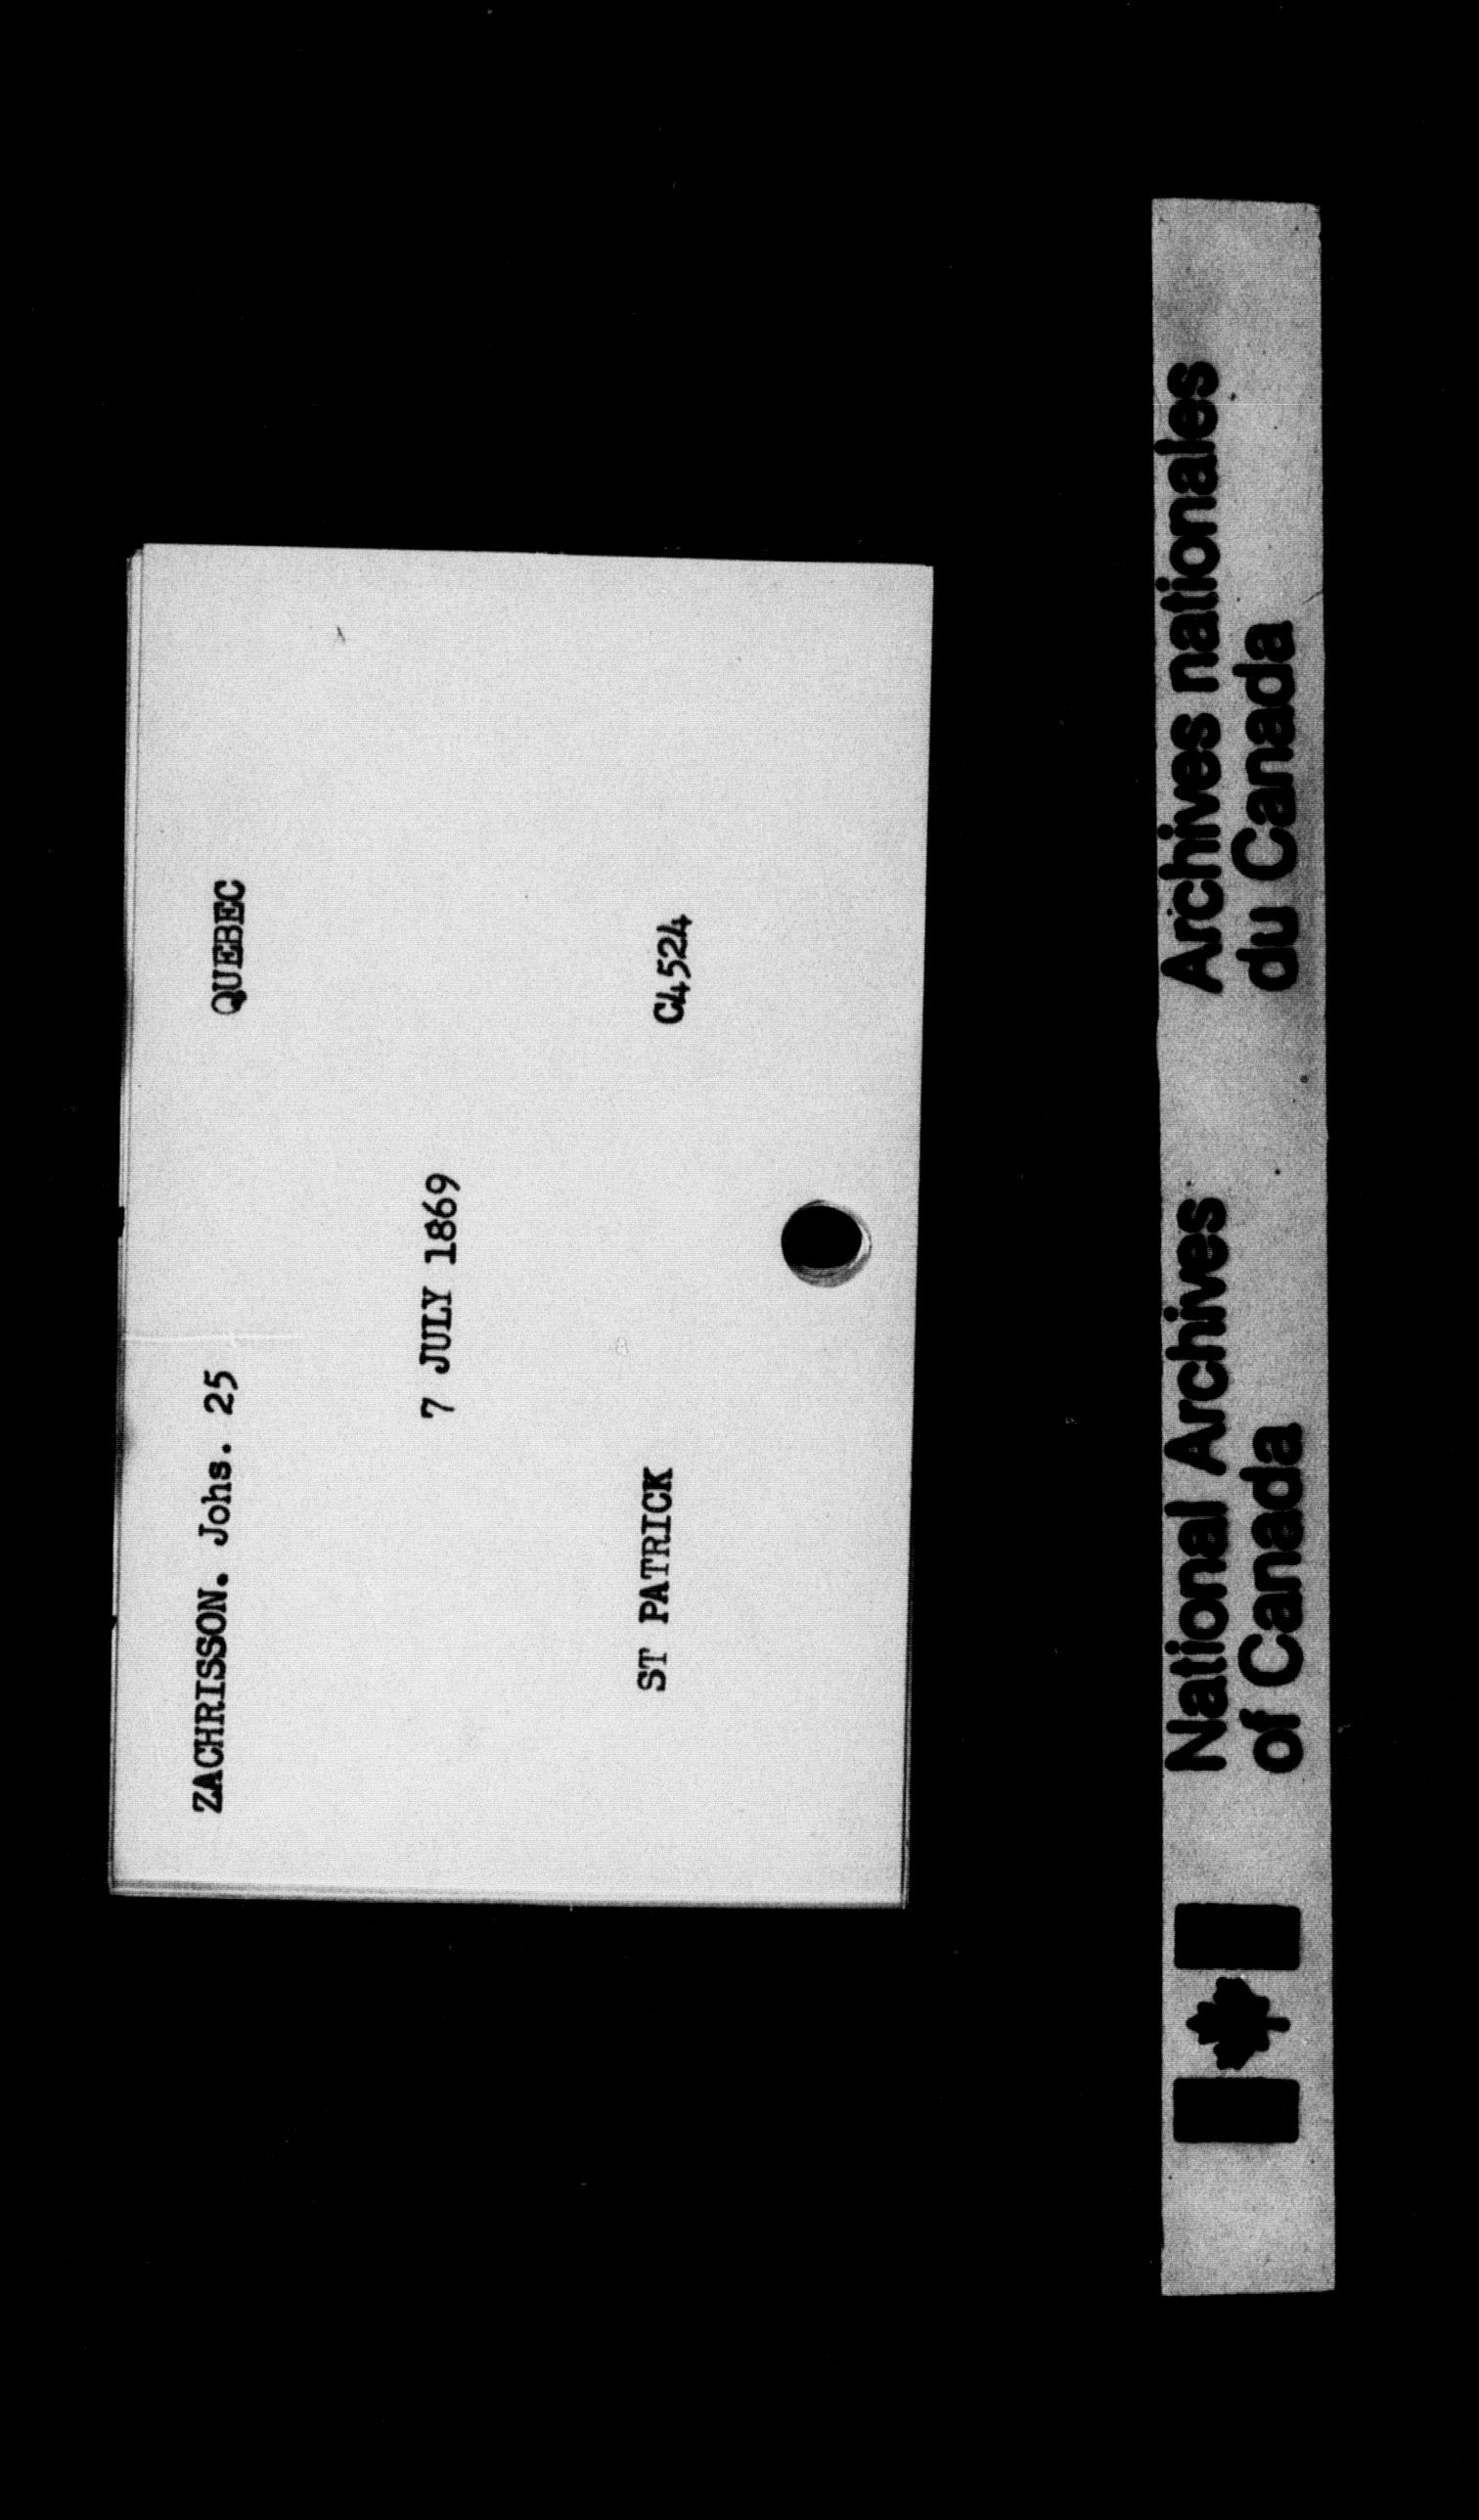 ZACHRISSON. Johs. 25 QUEBEC
7 JULY 1869
ST PATRICK C4524
National Archives
of Canada
Archives nationales
du Canada